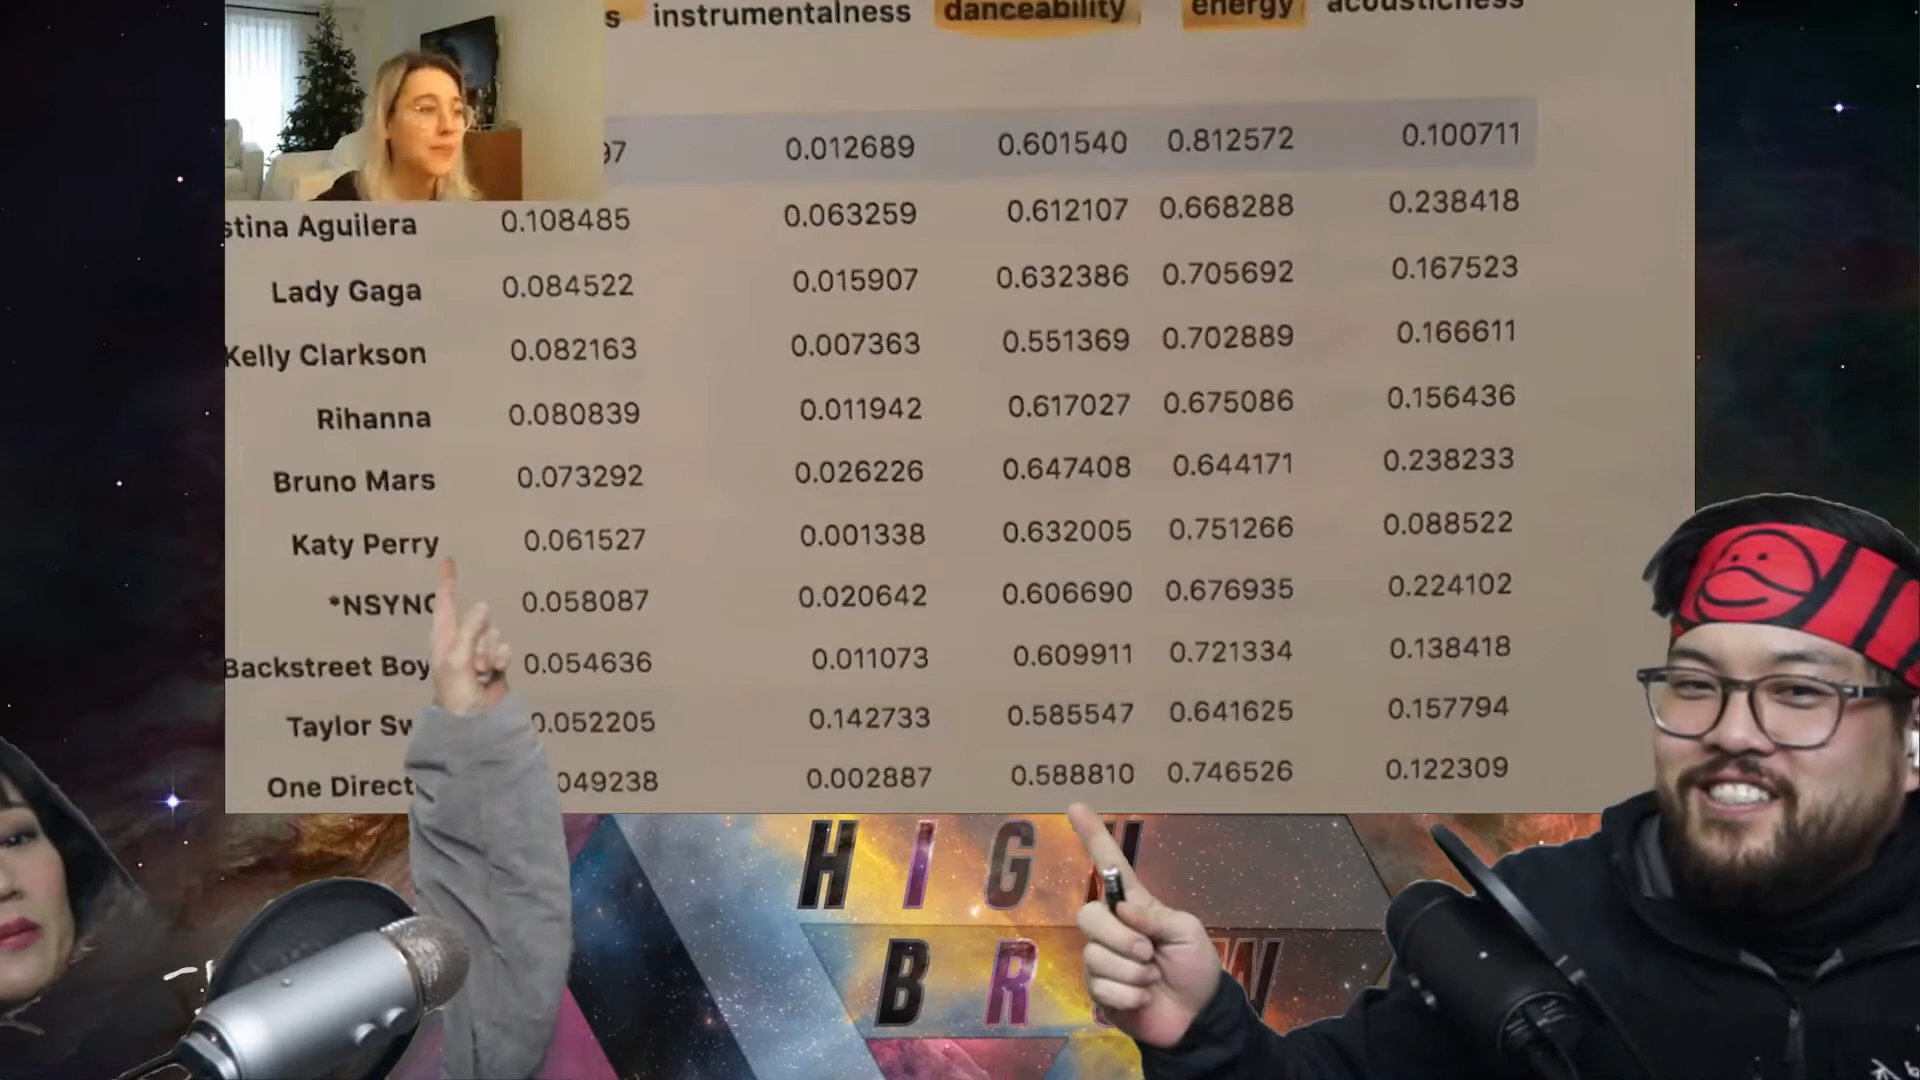 s instrumentalness danceability energy acousticness
97 0.012689 0.601540 0.812572 0.100711
stina Aguilera 0.108485 0.063259 0.612107 0.668288 0.238418
Lady Gaga 0.084522 0.015907 0.632386 0.705692 0.167523
Kelly Clarkson 0.082163 0.007363 0.551369 0.702889 0.166611
Rihanna 0.080839 0.011942 0.617027 0.675086 0.156436
Bruno Mars 0.073292 0.026226 0.647408 0.644171 0.238233
Katy Perry 0.061527 0.001338 0.632005 0.751266 0.088522
*NSYNC 0.058087 0.020642 0.606690 0.676935 0.224102
Backstreet Boy 0.054636 0.011073 0.609911 0.721334 0.138418
Taylor Sw 0.052205 0.142733 0.585547 0.641625 0.157794
One Direct 049238 0.002887 0.588810 0.746526 0.122309
HIGH
BROW